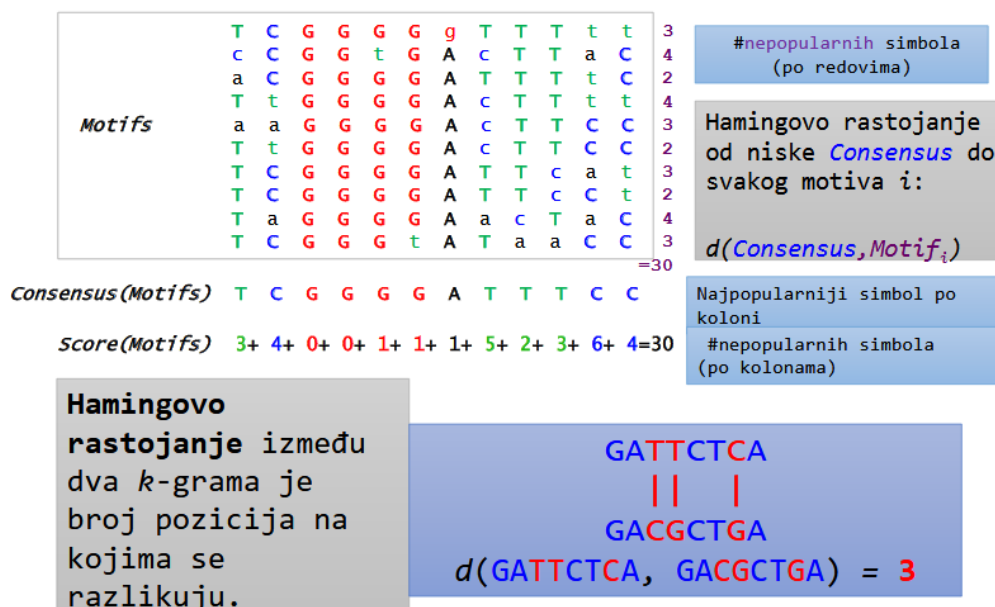 T C G G G G g T T T t t 3
c C G G t G A c T T a C 4
a C G G G G A T T T t C 2
T t G G G G A c T T t t 4
Motifs a a G G G G A c T T C C 3
T t G G G G A c T T C C 2
T C G G G G A T T c a t 3
T C G G G G A T T c C t 2
T a G G G G A a c T a C 4
T C G G G t A T a a C C 3
=30
#nepopularnih simbola
(po redovima)
Hamingovo rastojanje
od niske Consensus do
svakog motiva i:
d(Consensus,Motif_i)
Consensus(Motifs) T C G G G G A T T T C C
Najpopularniji simbol po
koloni
Score(Motifs) 3+ 4+ 0+ 0+ 1+ 1+ 1+ 5+ 2+ 3+ 6+ 4=30
#nepopularnih simbola
(po kolonama)
Hamingovo
rastojanje između
dva k-grama je
broj pozicija na
kojima se
razlikuju.
GATTCTCA
|| |
GACGCTGA
d(GATTCTCA, GACGCTGA) = 3